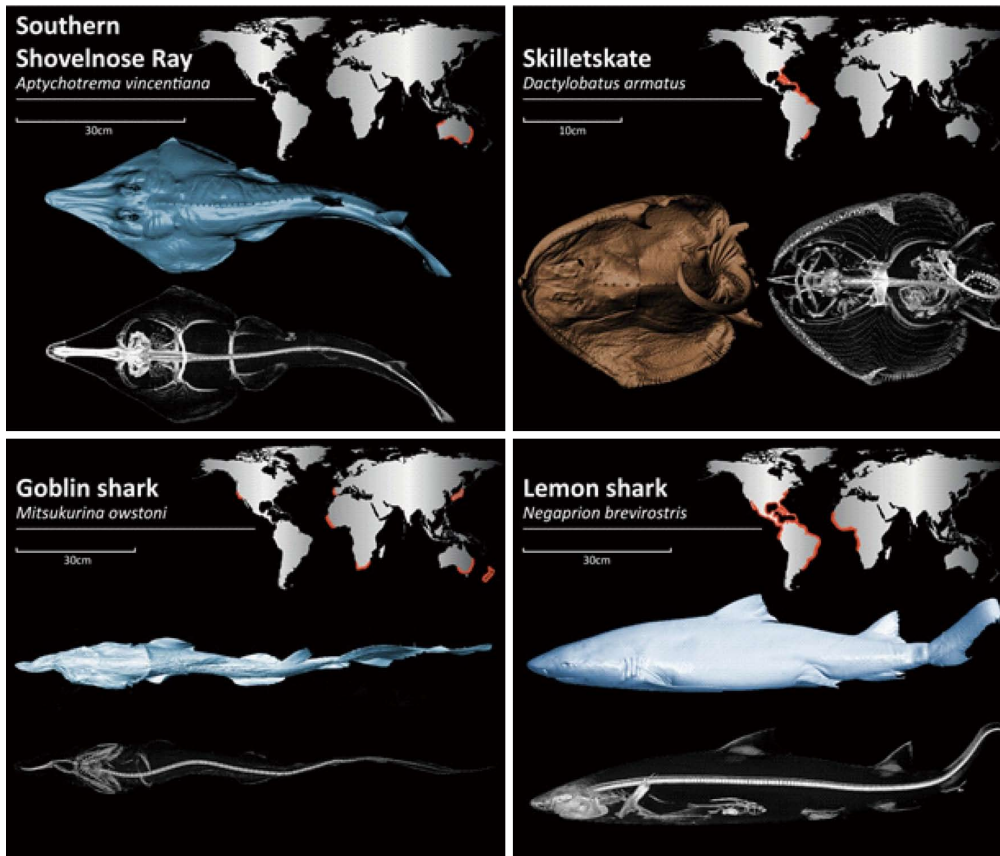 Southern
Shovelnose Ray
Aptychotrema vincentiana
30cm
Skilletskate
Dactylobatus armatus
10cm
Goblin shark
Mitsukurina owstoni
30cm
Lemon shark
Negaprion brevirostris
30cm